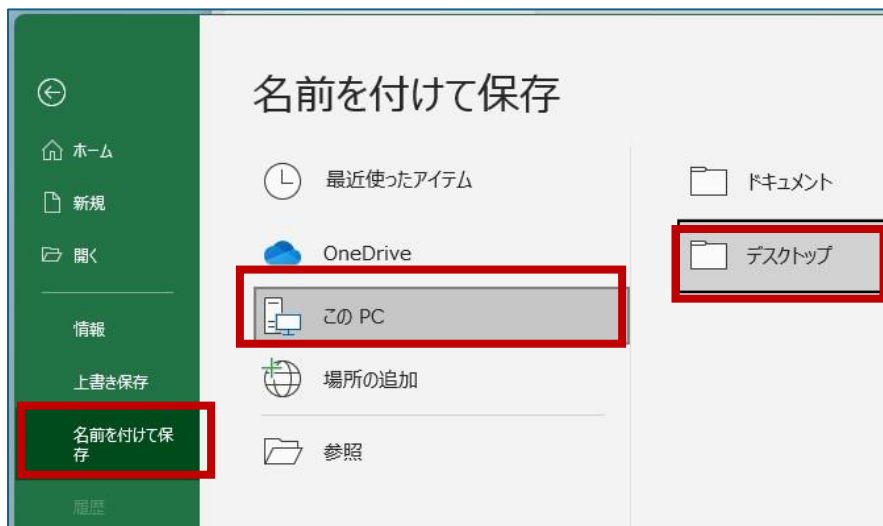 名前を付けて保存
ホーム
新規
開く
情報
上書き保存
名前を付けて保
存
履歴
最近使ったアイテム
OneDrive
この PC
場所の追加
参照
ドキュメント
デスクトップ